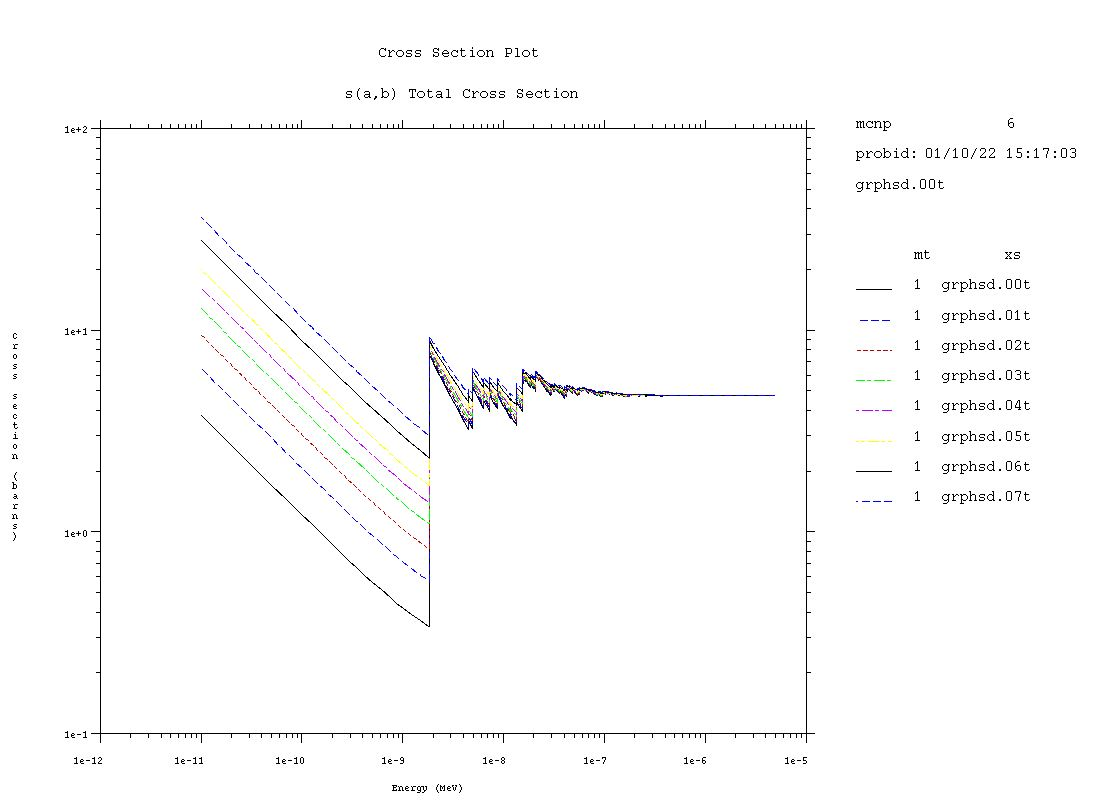 Cross Section Plot
s(a,b) Total Cross Section
mcnp 6
probid: 01/10/22 15:17:03
grphsd.00t
mt xs
1 grphsd.00t
1 grphsd.01t
1 grphsd.02t
1 grphsd.03t
1 grphsd.04t
1 grphsd.05t
1 grphsd.06t
1 grphsd.07t
cross section (barns)
1e+2
1e+1
1e+0
1e-1
1e-12 1e-11 1e-10 1e-9 1e-8 1e-7 1e-6 1e-5
Energy (MeV)